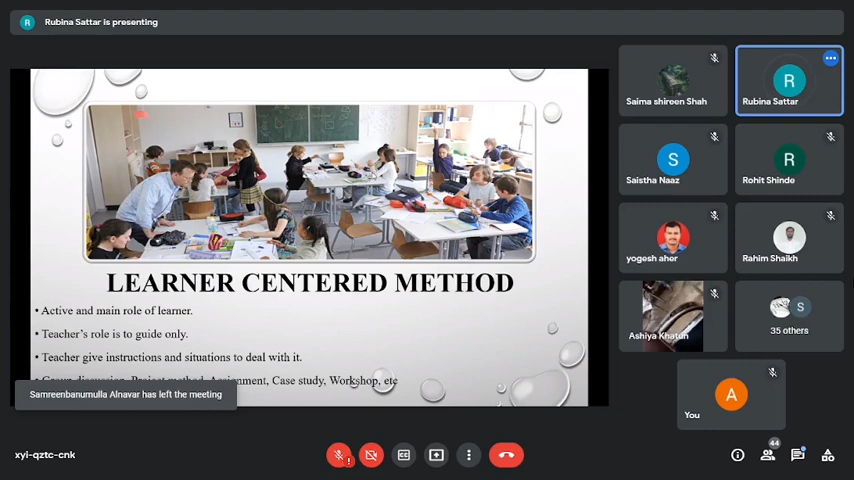 R Rubina Sattar is presenting
LEARNER CENTERED METHOD
• Active and main role of learner.
• Teacher's role is to guide only.
• Teacher give instructions and situations to deal with it.
• Group discussion, Project method, Assignment, Case study, Workshop, etc
Samreenbanumulla Alnavar has left the meeting
Saima shireen Shah
R
Rubina Sattar
S
Saistha Naaz
R
Rohit Shinde
yogesh aher
Rahim Shaikh
Ashiya Khatun
S
35 others
A
You
xyi-qztc-cnk
44